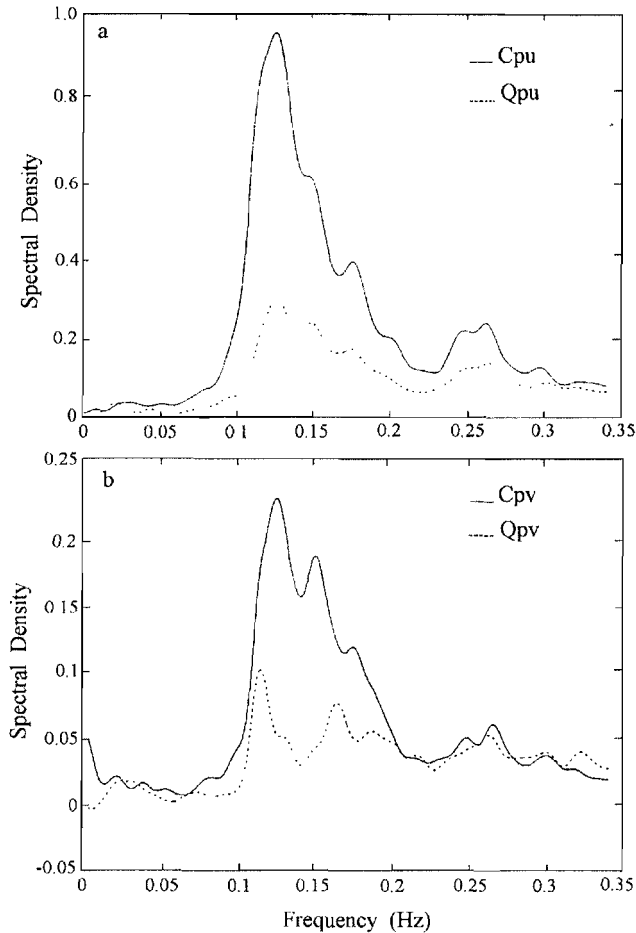 a
1.0
Cpu
Qpu
0.8
0.6
0.4
0.2
0
Spectral Density
0 0.05 0 1 0.15 0.2 0.25 0.3 0.35
0.25
b
Cpv
Qpv
0.2
0.15
0.1
0.05
0
-0.05
Spectral Density
0 0.05 0.1 0.15 0.2 0.25 0.3 0.35
Frequency (Hz)